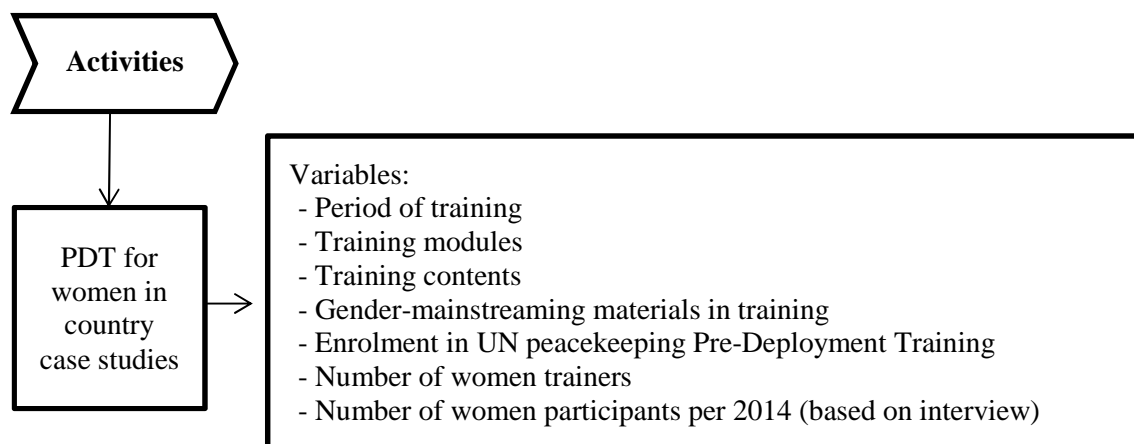 Activities
PDT for
women in
country
case studies
Variables:
- Period of training
- Training modules
- Training contents
- Gender-mainstreaming materials in training
- Enrolment in UN peacekeeping Pre-Deployment Training
- Number of women trainers
- Number of women participants per 2014 (based on interview)